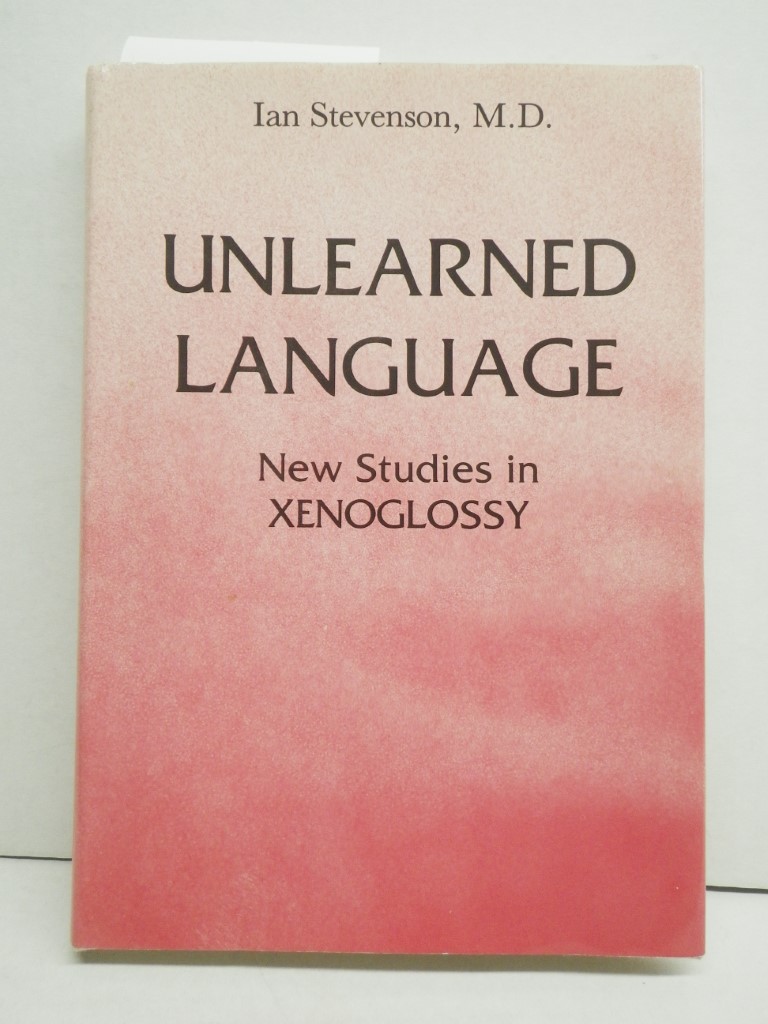 Ian Stevenson, M.D.
UNLEARNED
LANGUAGE
New Studies in
XENOGLOSSY